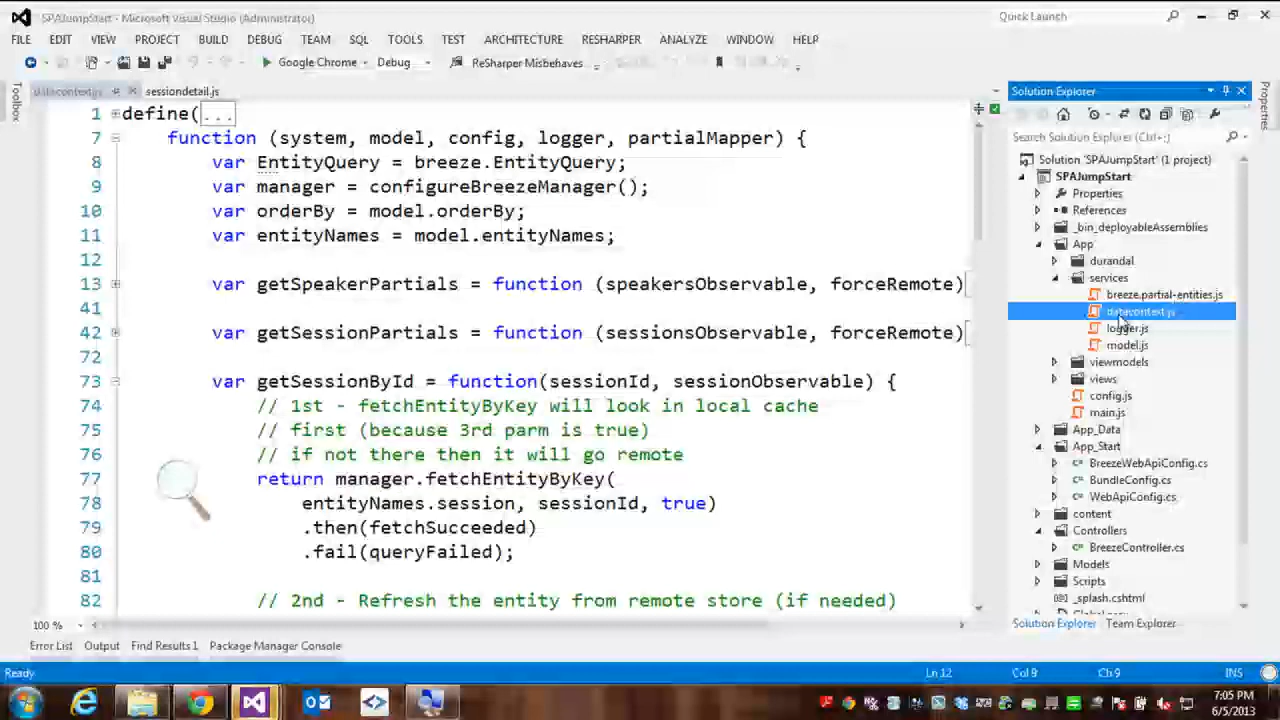 SPAJumpStart - Microsoft Visual Studio (Administrator)
Quick Launch
FILE EDIT VIEW PROJECT BUILD DEBUG TEAM SQL TOOLS TEST ARCHITECTURE RESHARPER ANALYZE WINDOW HELP
Google Chrome Debug ReSharper Misbehaves
Toolbox
datacontext.js sessiondetail.js
1 define(...
7 function (system, model, config, logger, partialMapper) {
8 var EntityQuery = breeze.EntityQuery;
9 var manager = configureBreezeManager();
10 var orderBy = model.orderBy;
11 var entityNames = model.entityNames;
12
13 var getSpeakerPartials = function (speakersObservable, forceRemote)
41
42 var getSessionPartials = function (sessionsObservable, forceRemote)
72
73 var getSessionById = function(sessionId, sessionObservable) {
74 // 1st - fetchEntityByKey will look in local cache
75 // first (because 3rd parm is true)
76 // if not there then it will go remote
77 return manager.fetchEntityByKey(
78 entityNames.session, sessionId, true)
79 .then(fetchSucceeded)
80 .fail(queryFailed);
81
82 // 2nd - Refresh the entity from remote store (if needed)
100 %
Solution Explorer
Properties
Search Solution Explorer (Ctrl+;)
Solution 'SPAJumpStart' (1 project)
SPAJumpStart
Properties
References
_bin_deployableAssemblies
App
durandal
services
breeze.partial-entities.js
datacontext.js
logger.js
model.js
viewmodels
views
config.js
main.js
App_Data
App_Start
BreezeWebApiConfig.cs
BundleConfig.cs
WebApiConfig.cs
content
Controllers
BreezeController.cs
Models
Scripts
_splash.cshtml
Solution Explorer Team Explorer
Error List Output Find Results 1 Package Manager Console
Ready Ln 12 Col 9 Ch 9 INS
7:05 PM
6/5/2013